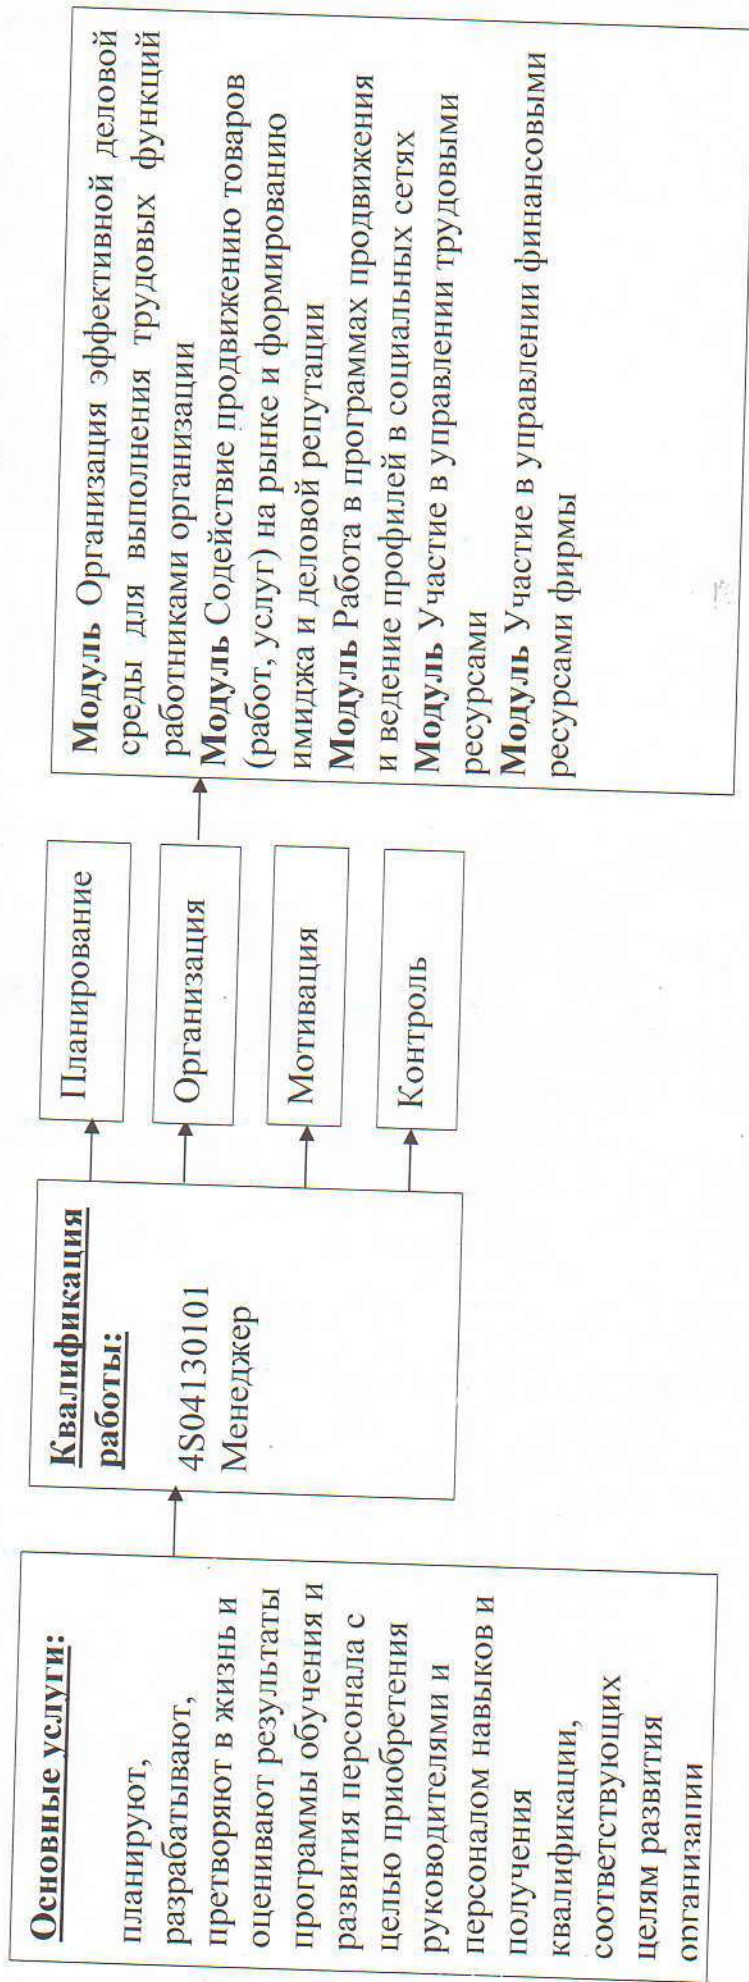 Основные услуги:
планируют,
разрабатывают,
претворяют в жизнь и
оценивают результаты
программы обучения и
развития персонала с
целью приобретения
руководителями и
персоналом навыков и
получения
квалификации,
соответствующих
целям развития
организации
Квалификация
работы:
4S04130101
Менеджер
Планирование
Организация
Мотивация
Контроль
Модуль Организация эффективной деловой
среды для выполнения трудовых функций
работниками организации
Модуль Содействие продвижению товаров
(работ, услуг) на рынке и формированию
имиджа и деловой репутации
Модуль Работа в программах продвижения
и ведение профилей в социальных сетях
Модуль Участие в управлении трудовыми
ресурсами
Модуль Участие в управлении финансовыми
ресурсами фирмы